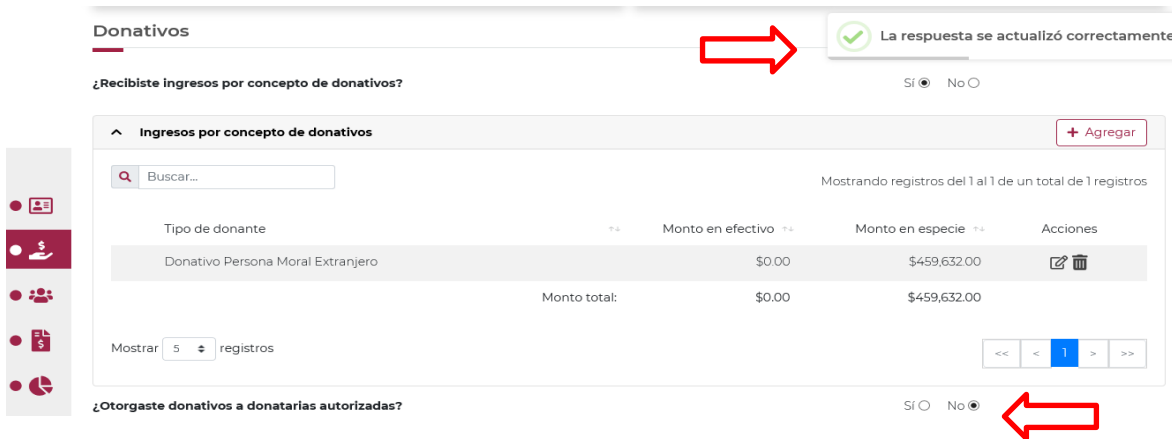 Donativos
La respuesta se actualizó correctamente
¿Recibiste ingresos por concepto de donativos? Sí No
Ingresos por concepto de donativos + Agregar
Buscar...
Mostrando registros del 1 al 1 de un total de 1 registros
Tipo de donante Monto en efectivo Monto en especie Acciones
Donativo Persona Moral Extranjero $0.00 $459,632.00
Monto total: $0.00 $459,632.00
Mostrar 5 registros << < 1 > >>
¿Otorgaste donativos a donatarias autorizadas? Sí No